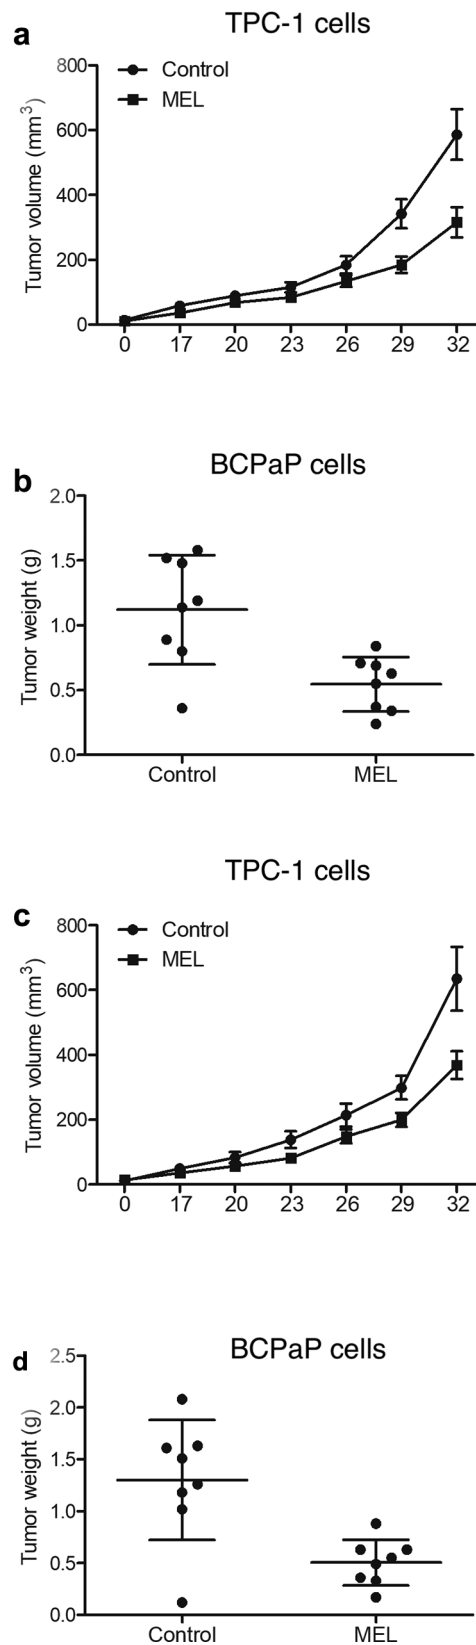 a
TPC-1 cells
Control
MEL
Tumor volume (mm³)
800
600
400
200
0
0 17 20 23 26 29 32
b
BCPaP cells
Tumor weight (g)
2.0
1.5
1.0
0.5
0.0
Control MEL
TPC-1 cells
c
Control
MEL
Tumor volume (mm³)
800
600
400
200
0
0 17 20 23 26 29 32
d
BCPaP cells
Tumor weight (g)
2.5
2.0
1.5
1.0
0.5
0.0
Control MEL